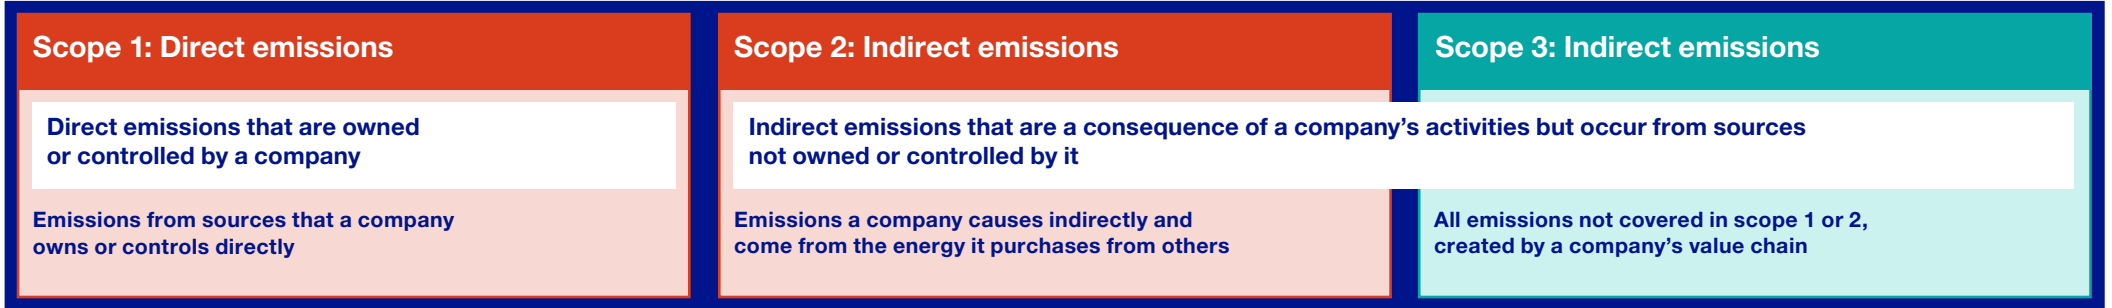 Scope 1: Direct emissions
Direct emissions that are owned
or controlled by a company
Emissions from sources that a company
owns or controls directly
Scope 2: Indirect emissions
Scope 3: Indirect emissions
Indirect emissions that are a consequence of a company’s activities but occur from sources
not owned or controlled by it
Emissions a company causes indirectly and
come from the energy it purchases from others
All emissions not covered in scope 1 or 2,
created by a company’s value chain